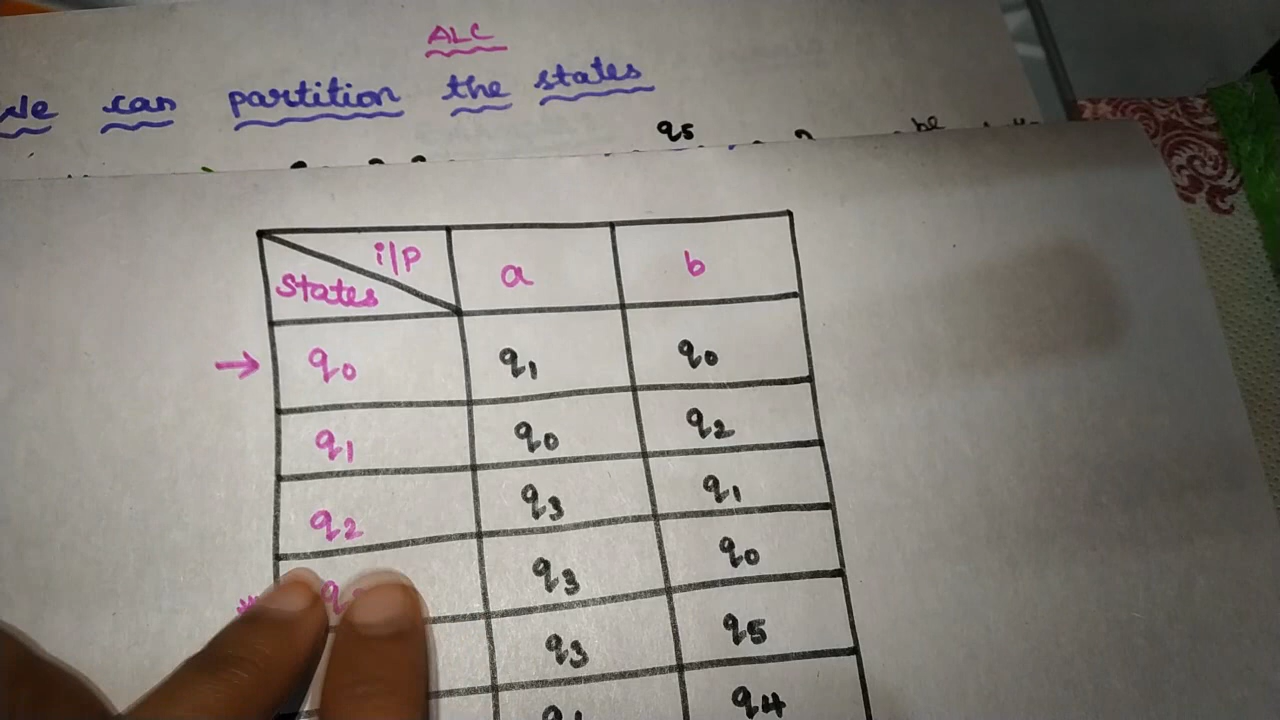 ALC
We can partition the states
q5
be
i/p
States a b
→ q0 q1 q0
q1 q0 q2
q2 q3 q1
* q3 q0
q3 q5
q4